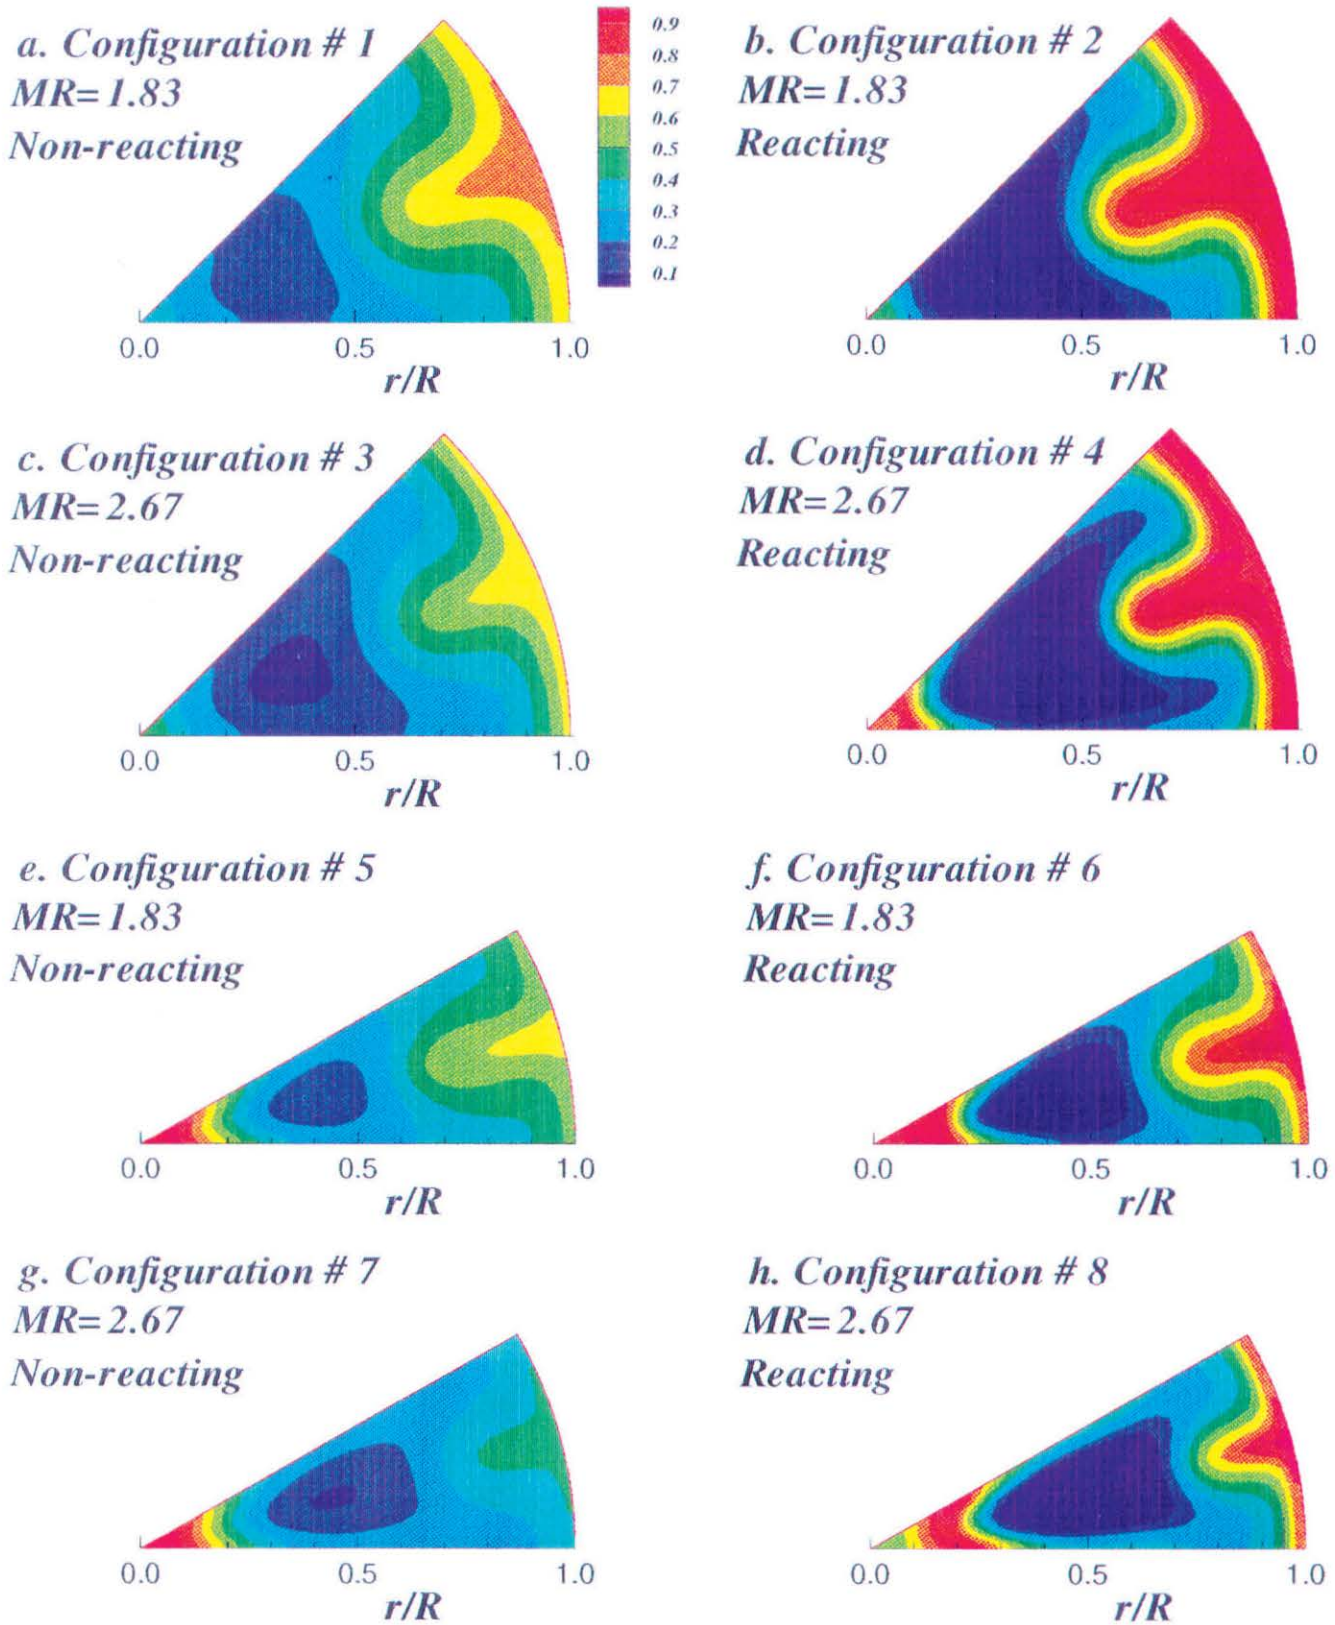 a. Configuration # 1
MR= 1.83
Non-reacting
0.9
0.8
0.7
0.6
0.5
0.4
0.3
0.2
0.1
0.0 0.5 1.0
r/R
b. Configuration # 2
MR= 1.83
Reacting
0.0 0.5 1.0
r/R
c. Configuration # 3
MR= 2.67
Non-reacting
0.0 0.5 1.0
r/R
d. Configuration # 4
MR= 2.67
Reacting
0.0 0.5 1.0
r/R
e. Configuration # 5
MR= 1.83
Non-reacting
0.0 0.5 1.0
r/R
f. Configuration # 6
MR= 1.83
Reacting
0.0 0.5 1.0
r/R
g. Configuration # 7
MR= 2.67
Non-reacting
0.0 0.5 1.0
r/R
h. Configuration # 8
MR= 2.67
Reacting
0.0 0.5 1.0
r/R